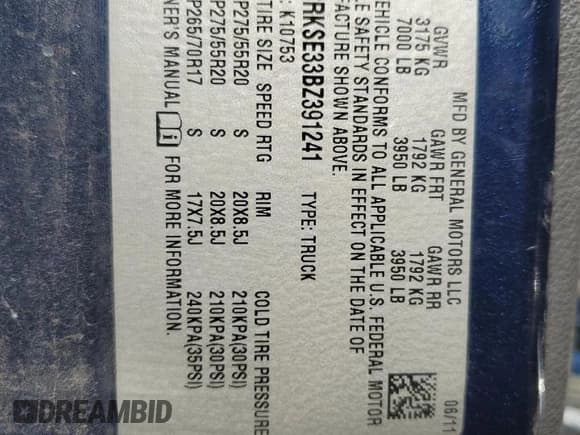 MFD BY GENERAL MOTORS LLC 06/11
GVWR GAWR FRT GAWR RR
3175 KG 1792 KG 1792 KG
7000 LB 3950 LB 3950 LB
VEHICLE CONFORMS TO ALL APPLICABLE U.S. FEDERAL MOTOR
LE SAFETY STANDARDS IN EFFECT ON THE DATE OF
FACTURE SHOWN ABOVE.
RKSE33BZ391241 TYPE: TRUCK
: K10753
TIRE SIZE SPEED RTG RIM COLD TIRE PRESSURE
P275/55R20 S 20X8.5J 210KPA(30PSI)
P275/55R20 S 20X8.5J 210KPA(30PSI)
P265/70R17 S 17X7.5J 240KPA(35PSI)
NER'S MANUAL FOR MORE INFORMATION.
DREAMBID